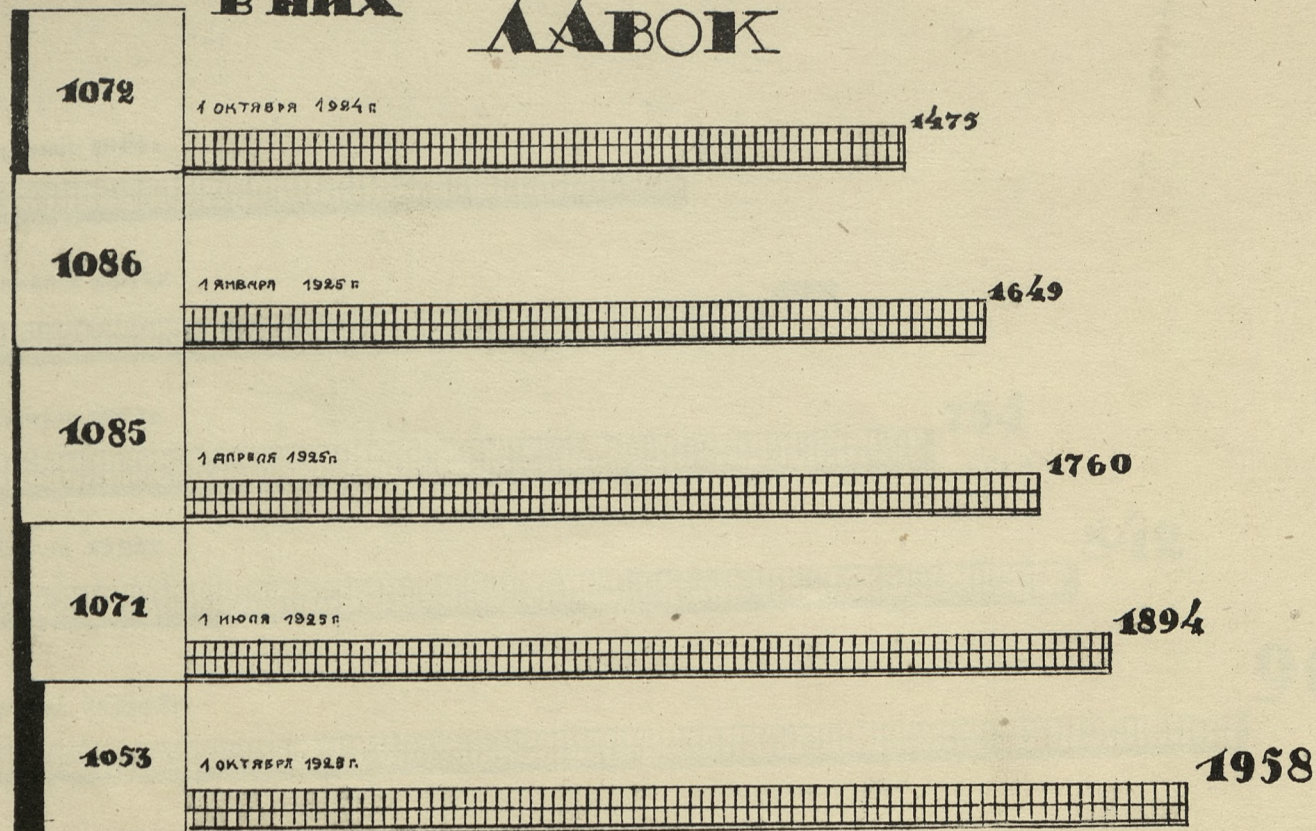 В НИХ
ЛАВОК
1072
1 ОКТЯБРЯ 1924 г.
1475
1086
1 ЯНВАРЯ 1925 г.
1649
1085
1 АПРЕЛЯ 1925 г.
1760
1071
1 ИЮЛЯ 1925 г.
1894
1053
1 ОКТЯБРЯ 1925 г.
1958